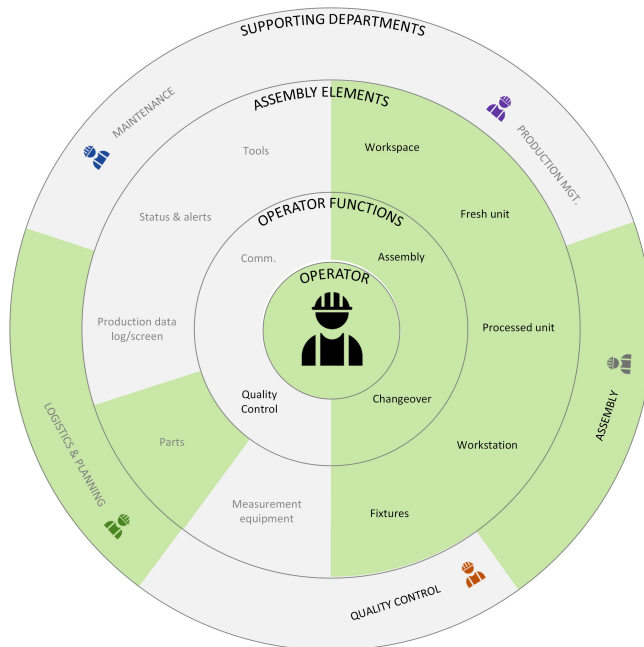 SUPPORTING DEPARTMENTS
MAINTENANCE
PRODUCTION MGT.
ASSEMBLY ELEMENTS
Tools
Workspace
Status & alerts
Fresh unit
OPERATOR FUNCTIONS
Comm.
Assembly
OPERATOR
Production data
log/screen
Processed unit
Quality
Control
Changeover
LOGISTICS & PLANNING
ASSEMBLY
Parts
Workstation
Measurement
equipment
Fixtures
QUALITY CONTROL